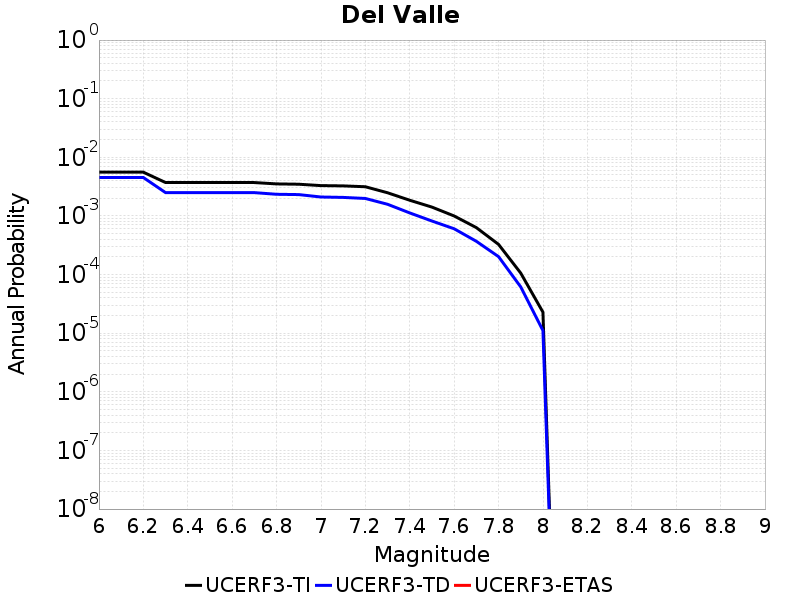 Del Valle
Annual Probability
10^0
10^-1
10^-2
10^-3
10^-4
10^-5
10^-6
10^-7
10^-8
6 6.2 6.4 6.6 6.8 7 7.2 7.4 7.6 7.8 8 8.2 8.4 8.6 8.8 9
Magnitude
UCERF3-TI UCERF3-TD UCERF3-ETAS